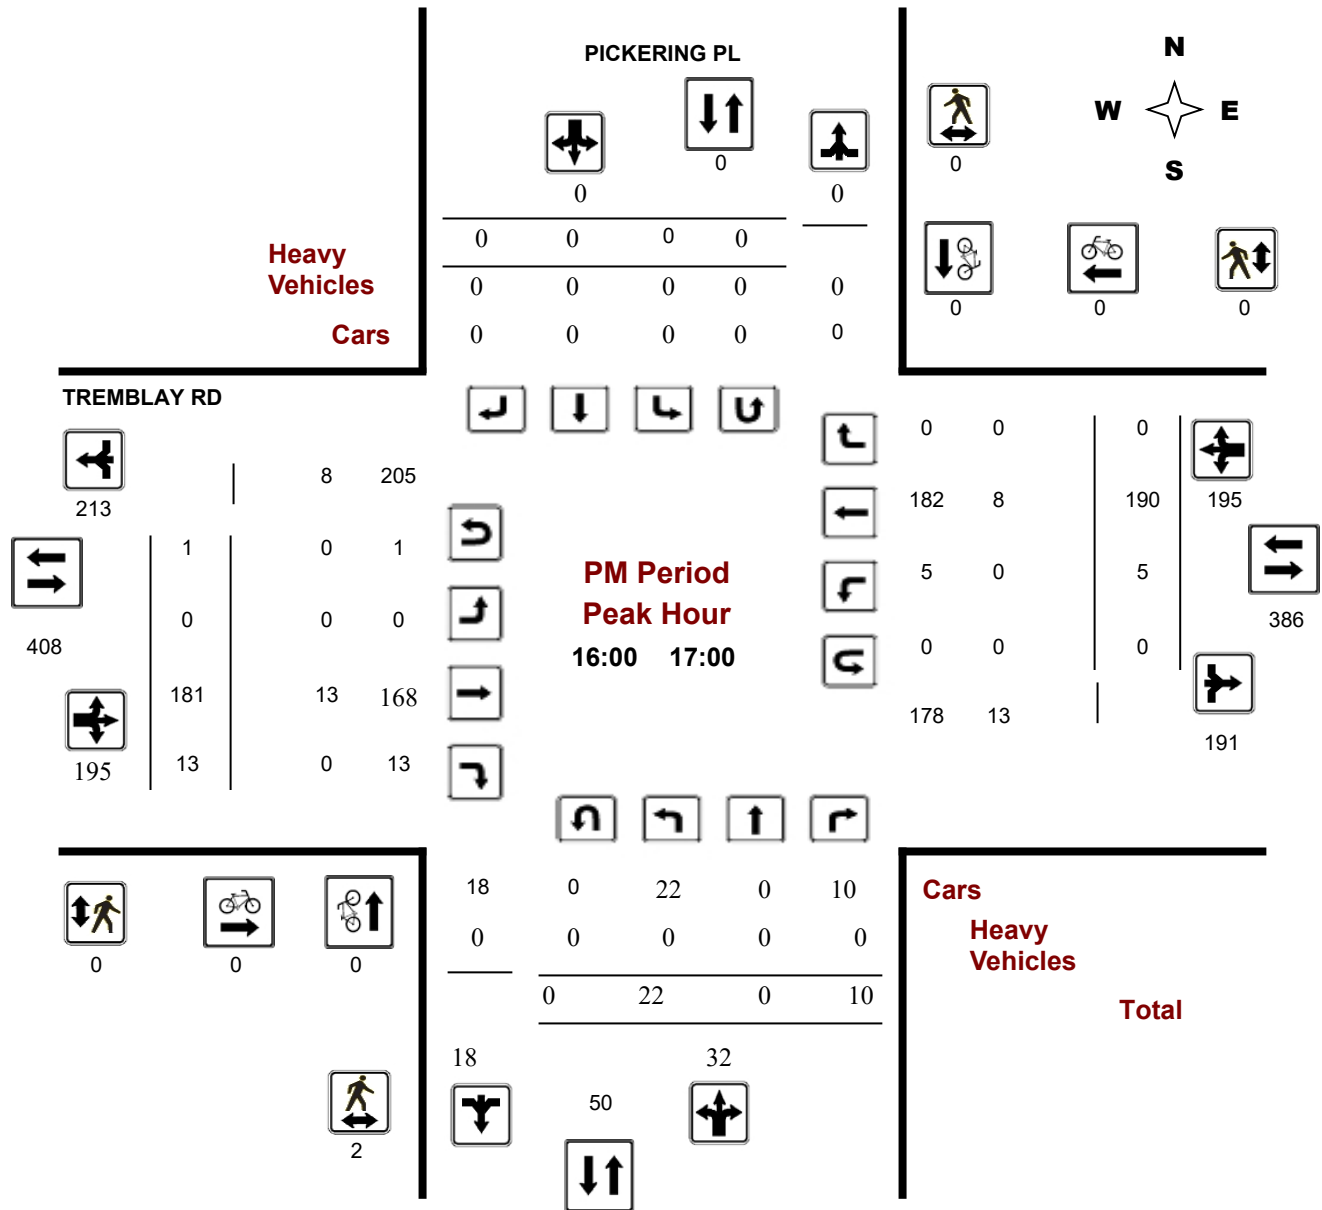 PICKERING PL
N
W E
S
0
0
0 0
0 0 0 0
Heavy
Vehicles
0 0 0 0 0
0 0 0
Cars
0 0 0 0 0
TREMBLAY RD
8 205
213
1 0 1
0 0 0
408
181 13 168
195 13 0 13
PM Period
Peak Hour
16:00 17:00
0 0 0
182 8 190 195
5 0 5
386
0 0 0
178 13
191
18 0 22 0 10
Cars
0 0 0 0 0
Heavy
Vehicles
0 0 0
0 22 0 10
Total
18 32
50
2